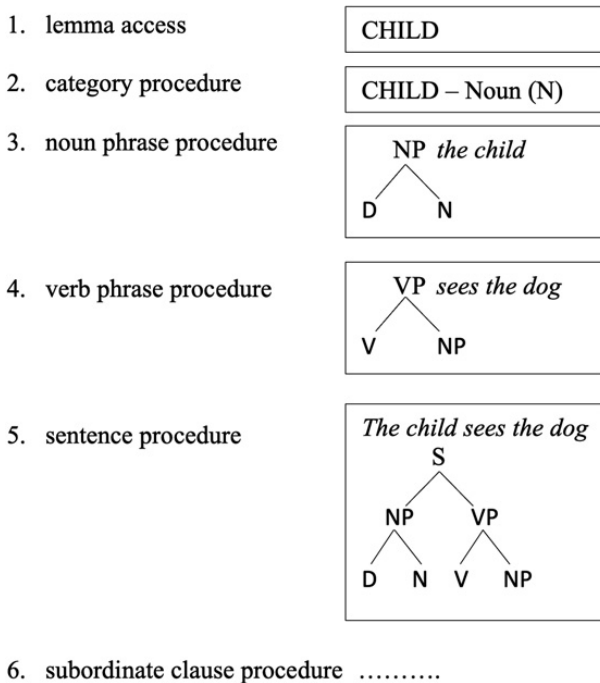 1. lemma access
CHILD
2. category procedure
CHILD – Noun (N)
3. noun phrase procedure
NP the child
D N
4. verb phrase procedure
VP sees the dog
V NP
5. sentence procedure
The child sees the dog
S
NP VP
D N V NP
6. subordinate clause procedure ..........